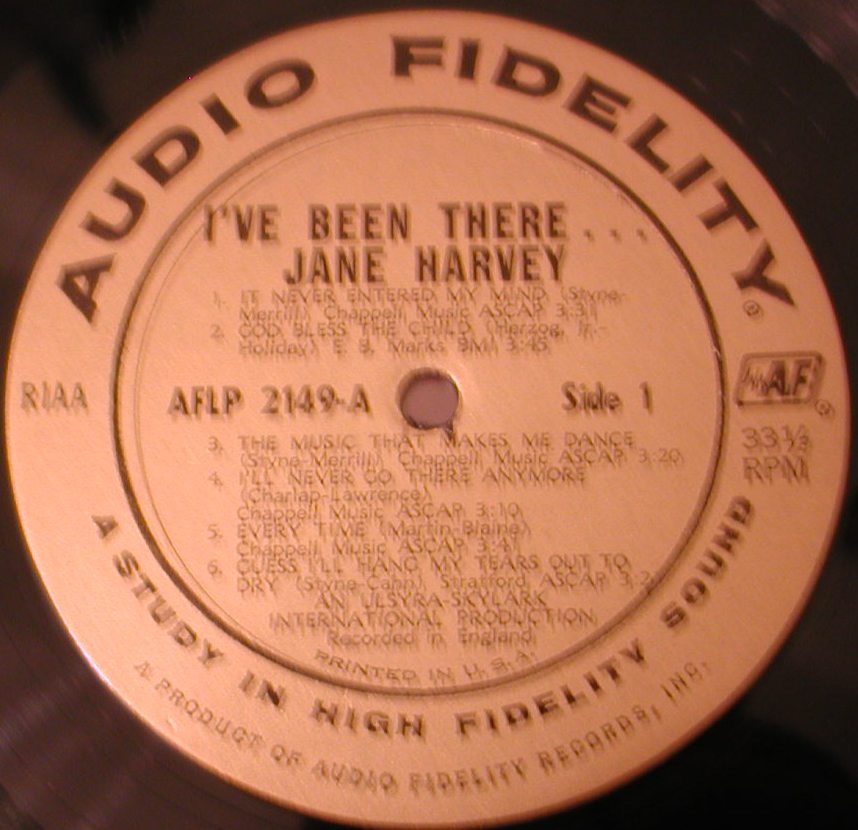 AUDIO FIDELITY®
I'VE BEEN THERE...
JANE HARVEY
1. IT NEVER ENTERED MY MIND (Styne-
Merrill) Chappell Music ASCAP 3:31
2. GOD BLESS THE CHILD (Herzog, Jr.-
Holiday) E. B. Marks BMI 3:45
RIAA
AFLP 2149-A
Side 1
AF®
33⅓
RPM
3. THE MUSIC THAT MAKES ME DANCE
(Styne-Merrill) Chappell Music ASCAP 3:20
4. I'LL NEVER GO THERE ANYMORE
(Charlap-Lawrence)
Chappell Music ASCAP 3:10
5. EVERY TIME (Martin-Blaine)
Chappell Music ASCAP 3:41
6. GUESS I'LL HANG MY TEARS OUT TO
DRY (Styne-Cahn) Stratford ASCAP
AN ULSYRA-SKYLARK
INTERNATIONAL PRODUCTION
Recorded in England
PRINTED IN U.S.A.
A STUDY IN HIGH FIDELITY SOUND
A PRODUCT OF AUDIO FIDELITY RECORDS, INC.